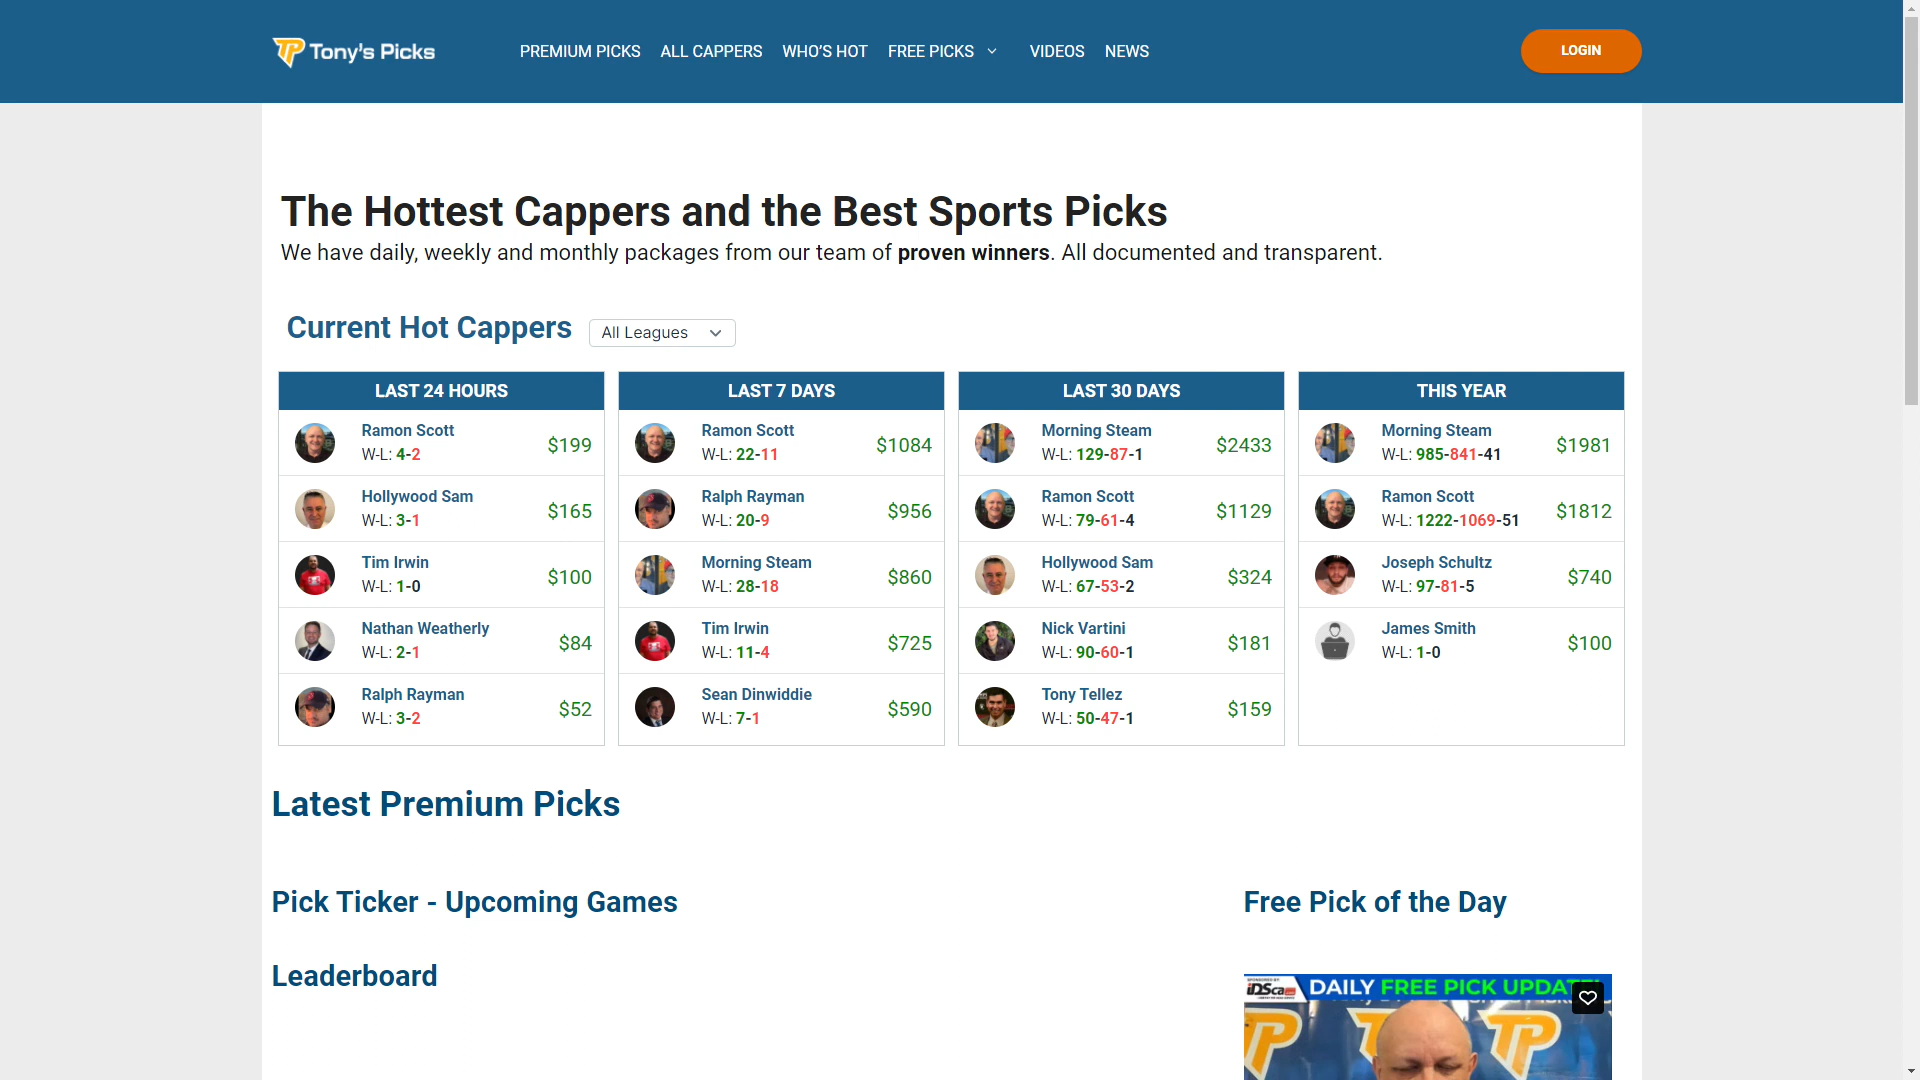 Tony's Picks
PREMIUM PICKS ALL CAPPERS WHO'S HOT FREE PICKS VIDEOS NEWS
LOGIN
The Hottest Cappers and the Best Sports Picks
We have daily, weekly and monthly packages from our team of proven winners. All documented and transparent.
Current Hot Cappers All Leagues
LAST 24 HOURS
Ramon Scott
W-L: 4-2
$199
Hollywood Sam
W-L: 3-1
$165
Tim Irwin
W-L: 1-0
$100
Nathan Weatherly
W-L: 2-1
$84
Ralph Rayman
W-L: 3-2
$52
LAST 7 DAYS
Ramon Scott
W-L: 22-11
$1084
Ralph Rayman
W-L: 20-9
$956
Morning Steam
W-L: 28-18
$860
Tim Irwin
W-L: 11-4
$725
Sean Dinwiddie
W-L: 7-1
$590
LAST 30 DAYS
Morning Steam
W-L: 129-87-1
$2433
Ramon Scott
W-L: 79-61-4
$1129
Hollywood Sam
W-L: 67-53-2
$324
Nick Vartini
W-L: 90-60-1
$181
Tony Tellez
W-L: 50-47-1
$159
THIS YEAR
Morning Steam
W-L: 985-841-41
$1981
Ramon Scott
W-L: 1222-1069-51
$1812
Joseph Schultz
W-L: 97-81-5
$740
James Smith
W-L: 1-0
$100
Latest Premium Picks
Pick Ticker - Upcoming Games
Leaderboard
Free Pick of the Day
DAILY FREE PICK UPDATE!
TP TP